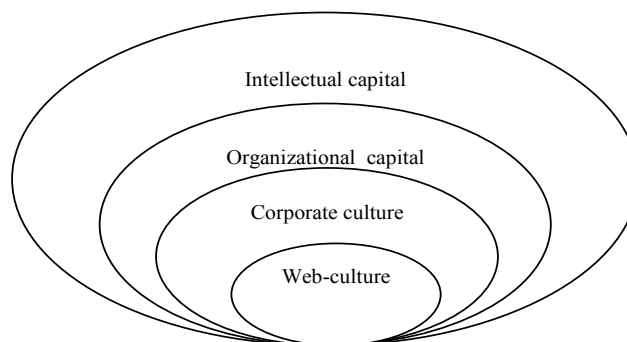 Intellectual capital
Organizational capital
Corporate culture
Web-culture